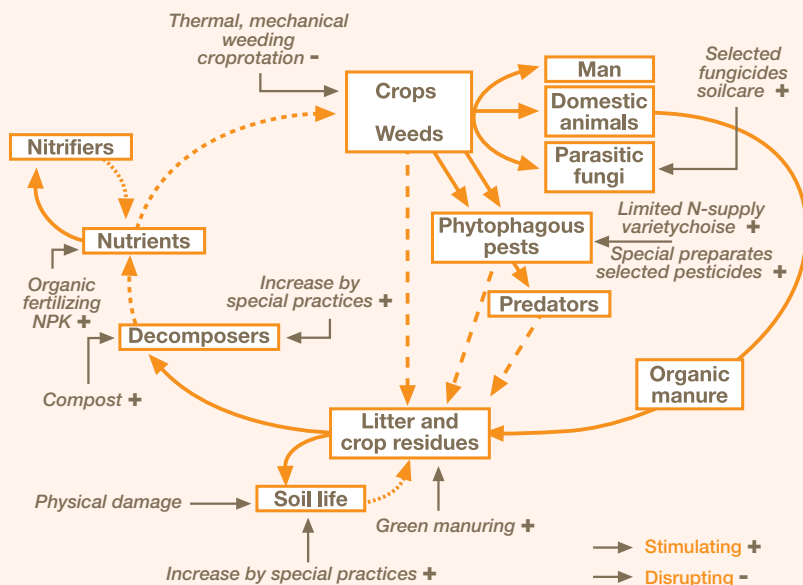 Thermal, mechanical
weeding
croprotation -
Selected
fungicides
soilcare +
Crops
Weeds
Man
Domestic
animals
Parasitic
fungi
Nitrifiers
Nutrients
Phytophagous
pests
Limited N-supply
varietychoise +
Special preparates
selected pesticides +
Organic
fertilizing
NPK +
Increase by
special practices +
Predators
Decomposers
Compost +
Organic
manure
Litter and
crop residues
Physical damage
Soil life
Green manuring +
Increase by special practices +
Stimulating +
Disrupting -